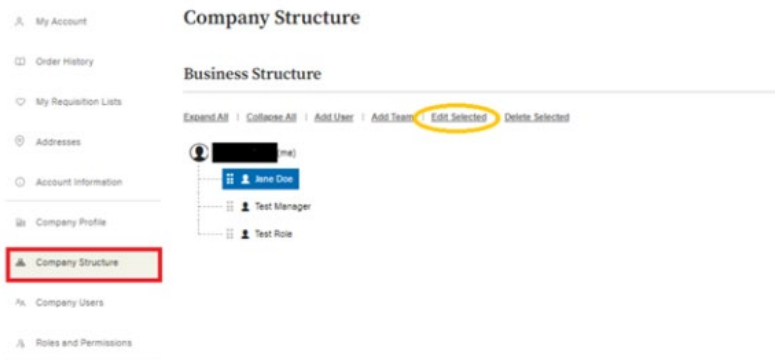 My Account
Order History
My Requisition Lists
Addresses
Account Information
Company Profile
Company Structure
Company Users
Roles and Permissions
Company Structure
Business Structure
Expand All | Collapse All | Add User | Add Team | Edit Selected Delete Selected
(me)
Jane Doe
Test Manager
Test Role